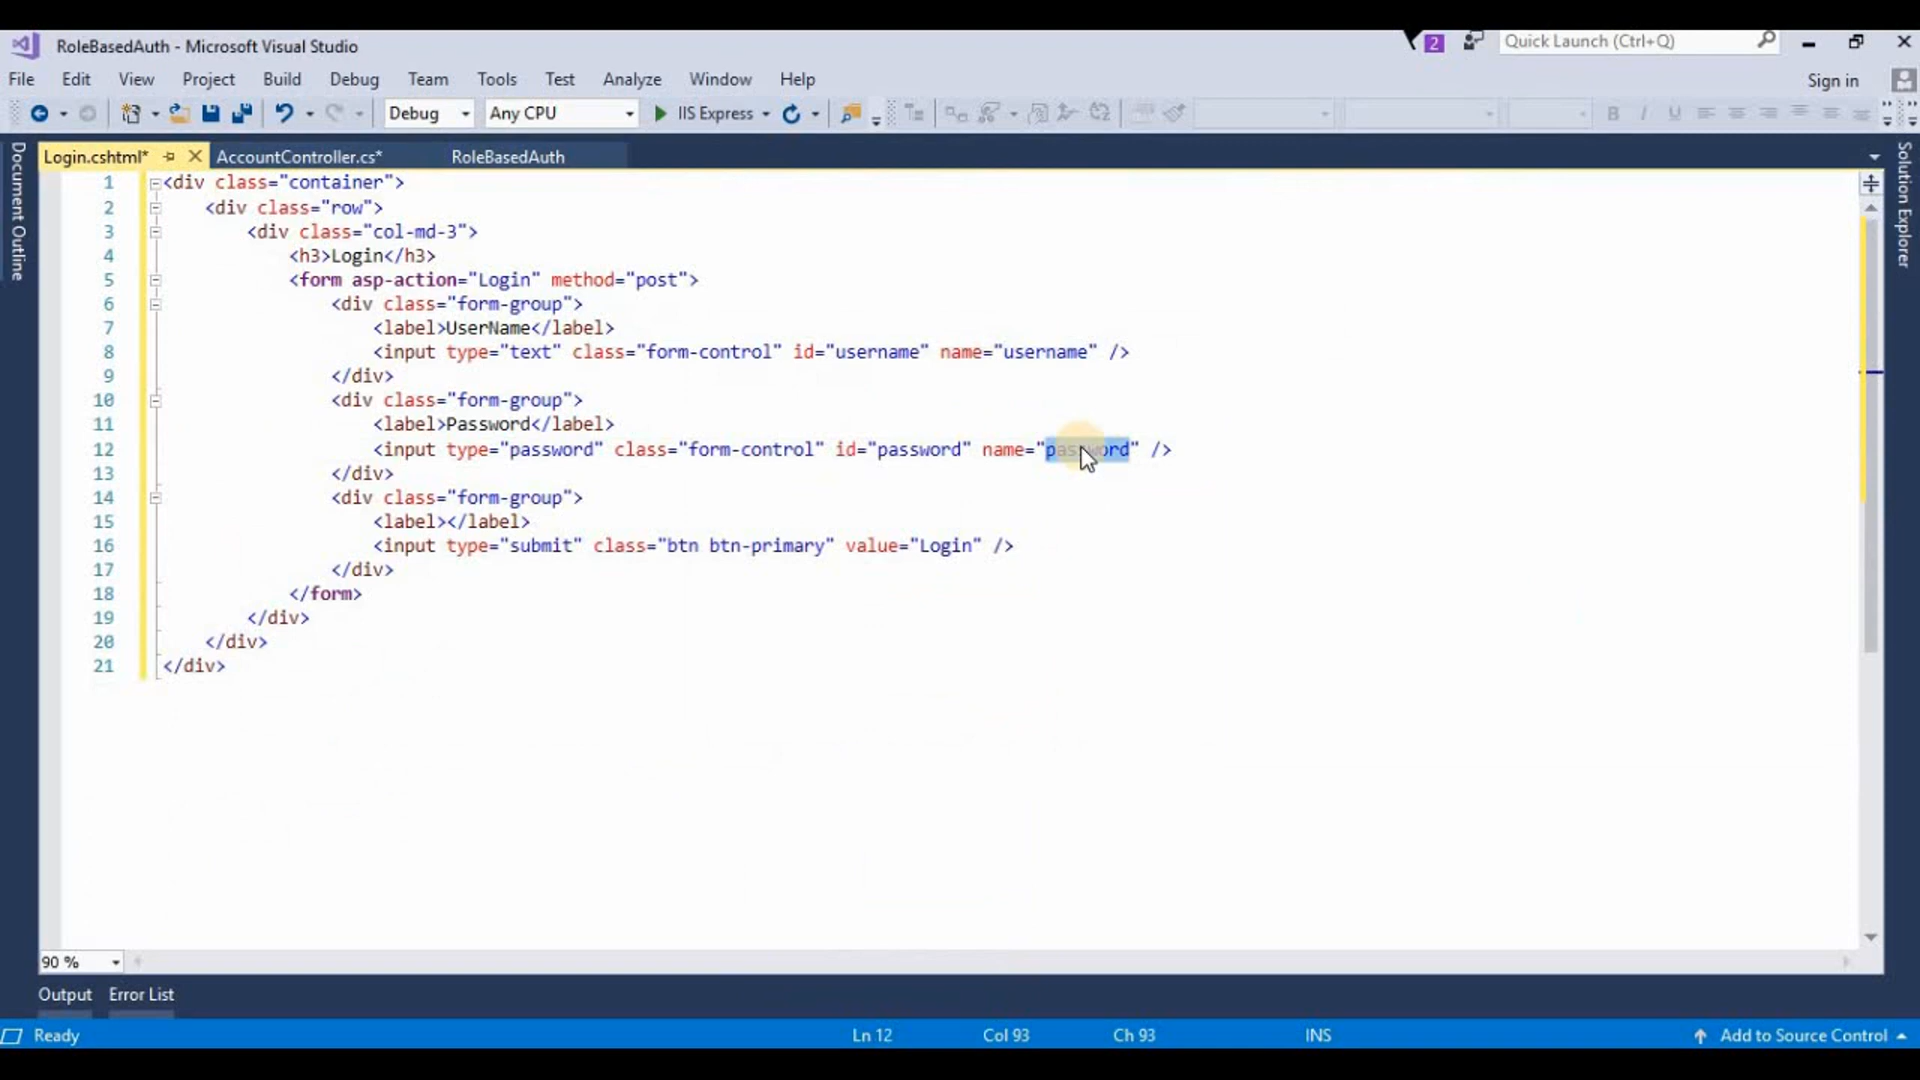 RoleBasedAuth - Microsoft Visual Studio
2
Quick Launch (Ctrl+Q)
File Edit View Project Build Debug Team Tools Test Analyze Window Help
Sign in
Debug Any CPU IIS Express
B I U
Document Outline
Solution Explorer
Login.cshtml* AccountController.cs* RoleBasedAuth
1 <div class="container">
2 <div class="row">
3 <div class="col-md-3">
4 <h3>Login</h3>
5 <form asp-action="Login" method="post">
6 <div class="form-group">
7 <label>UserName</label>
8 <input type="text" class="form-control" id="username" name="username" />
9 </div>
10 <div class="form-group">
11 <label>Password</label>
12 <input type="password" class="form-control" id="password" name="password" />
13 </div>
14 <div class="form-group">
15 <label></label>
16 <input type="submit" class="btn btn-primary" value="Login" />
17 </div>
18 </form>
19 </div>
20 </div>
21 </div>
90 %
Output Error List
Ready Ln 12 Col 93 Ch 93 INS Add to Source Control